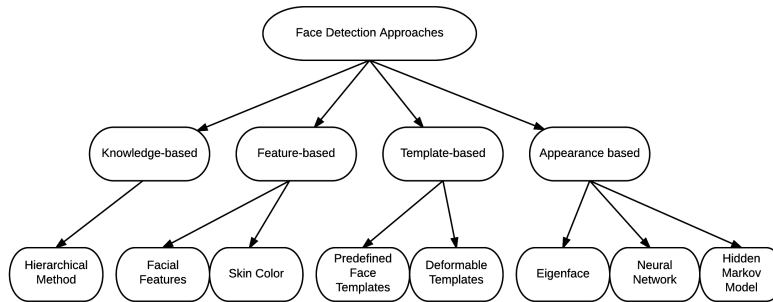 Face Detection Approaches
Knowledge-based
Feature-based
Template-based
Appearance based
Hierarchical
Method
Facial
Features
Skin Color
Predefined
Face
Templates
Deformable
Templates
Eigenface
Neural
Network
Hidden
Markov
Model